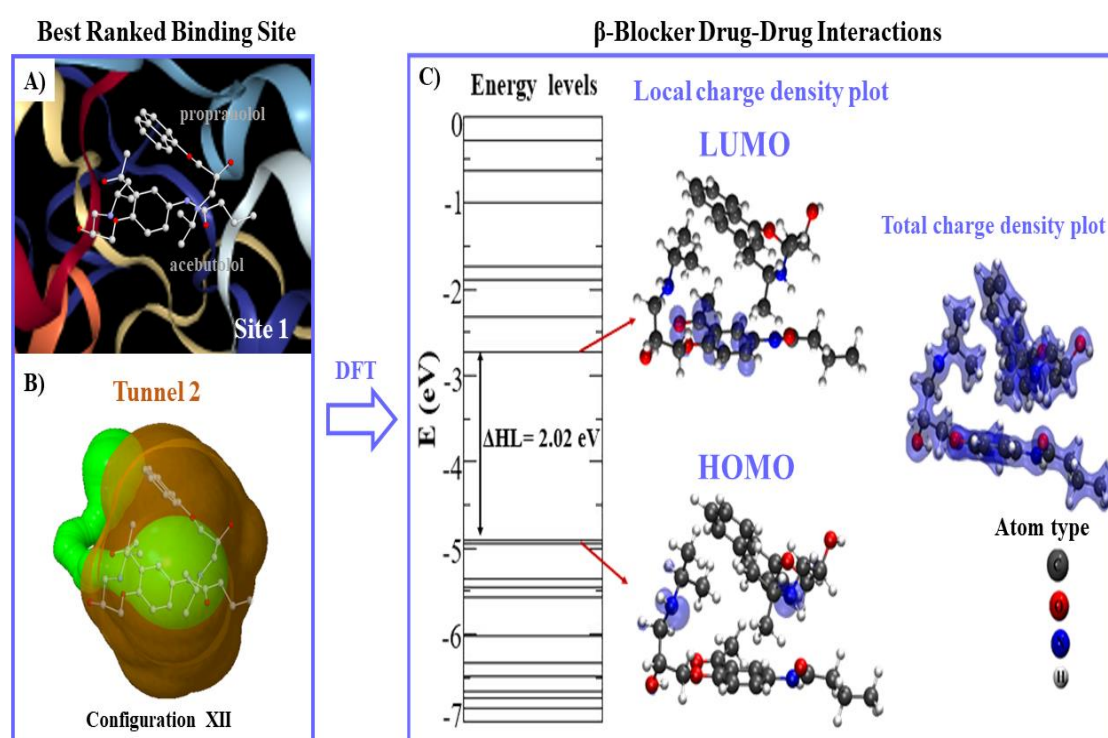 Best Ranked Binding Site
β-Blocker Drug-Drug Interactions
A)
propranolol
acebutolol
Site 1
B)
Tunnel 2
Configuration XII
DFT
C)
Energy levels
Local charge density plot
LUMO
Total charge density plot
HOMO
E (eV)
0
-1
-2
-3
-4
-5
-6
-7
ΔHL= 2.02 eV
Atom type
C
O
N
H